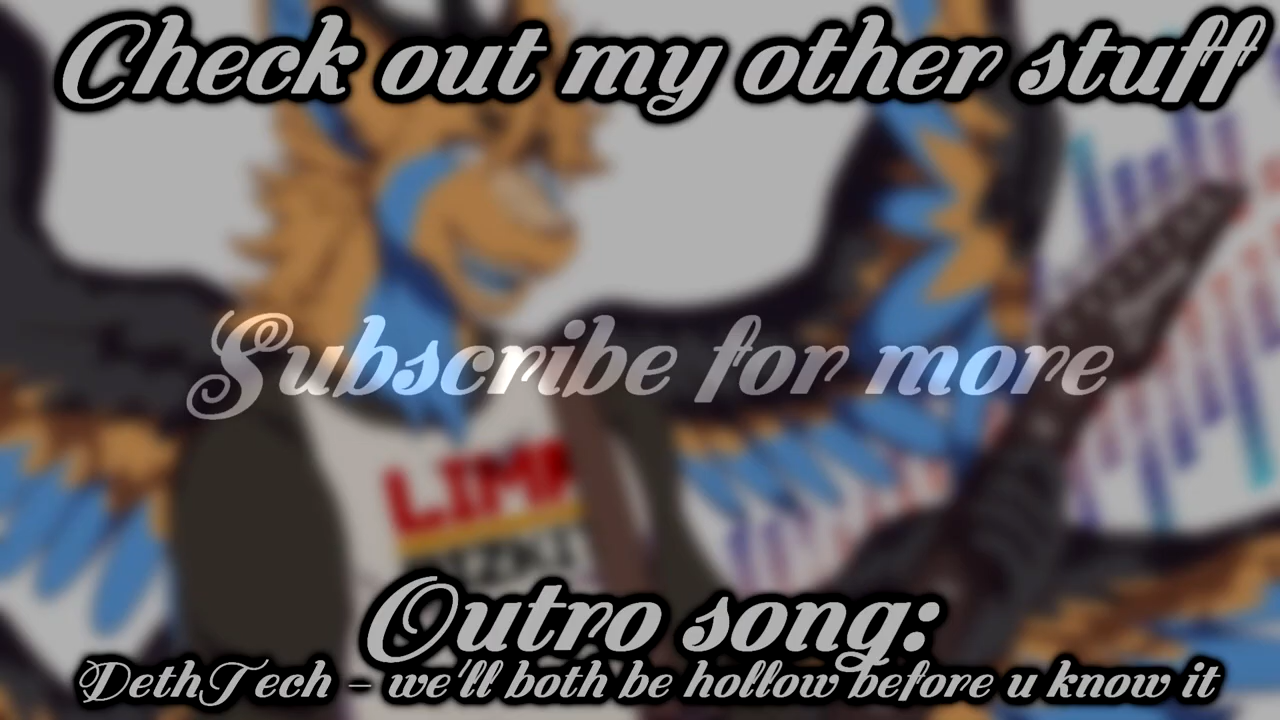 Check out my other stuff
Subscribe for more
LIMP
Outro song:
DethTech - we'll both be hollow before u know it